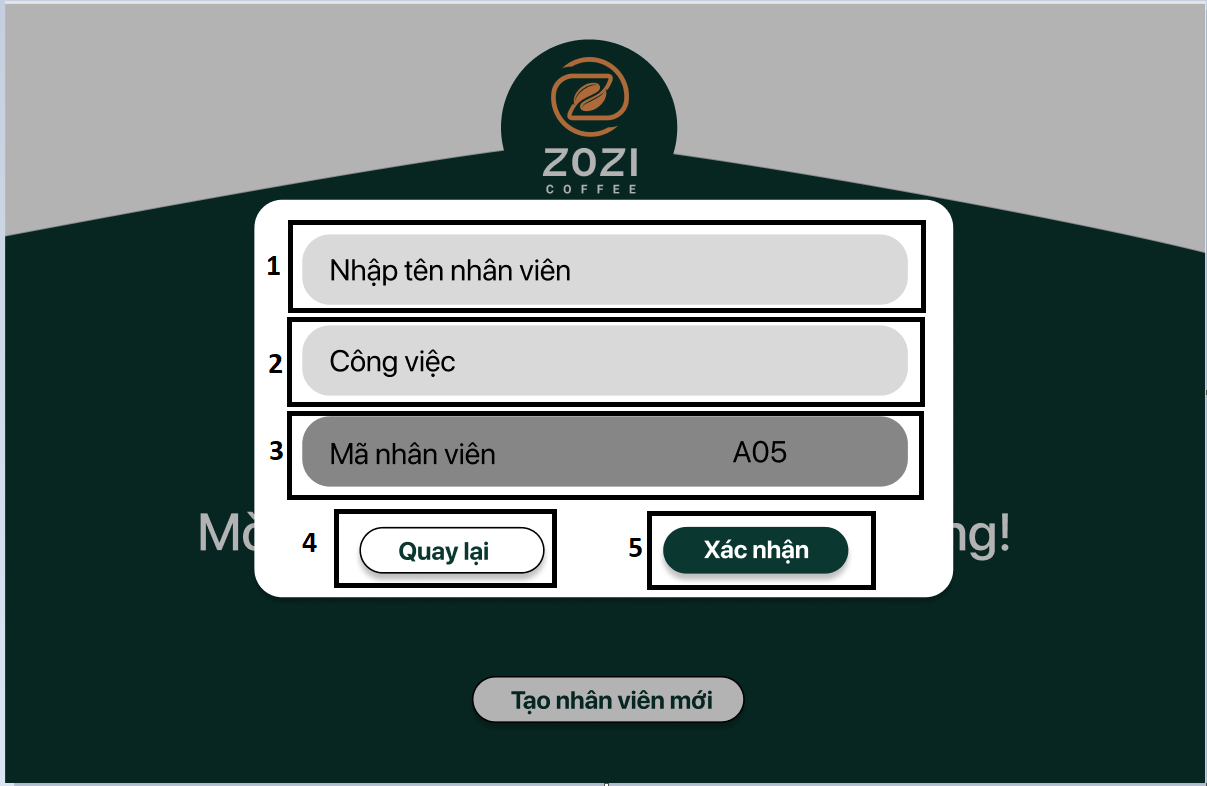 ZOZI
COFFEE
1 Nhập tên nhân viên
2 Công việc
3 Mã nhân viên A05
4 Quay lại 5 Xác nhận
Tạo nhân viên mới